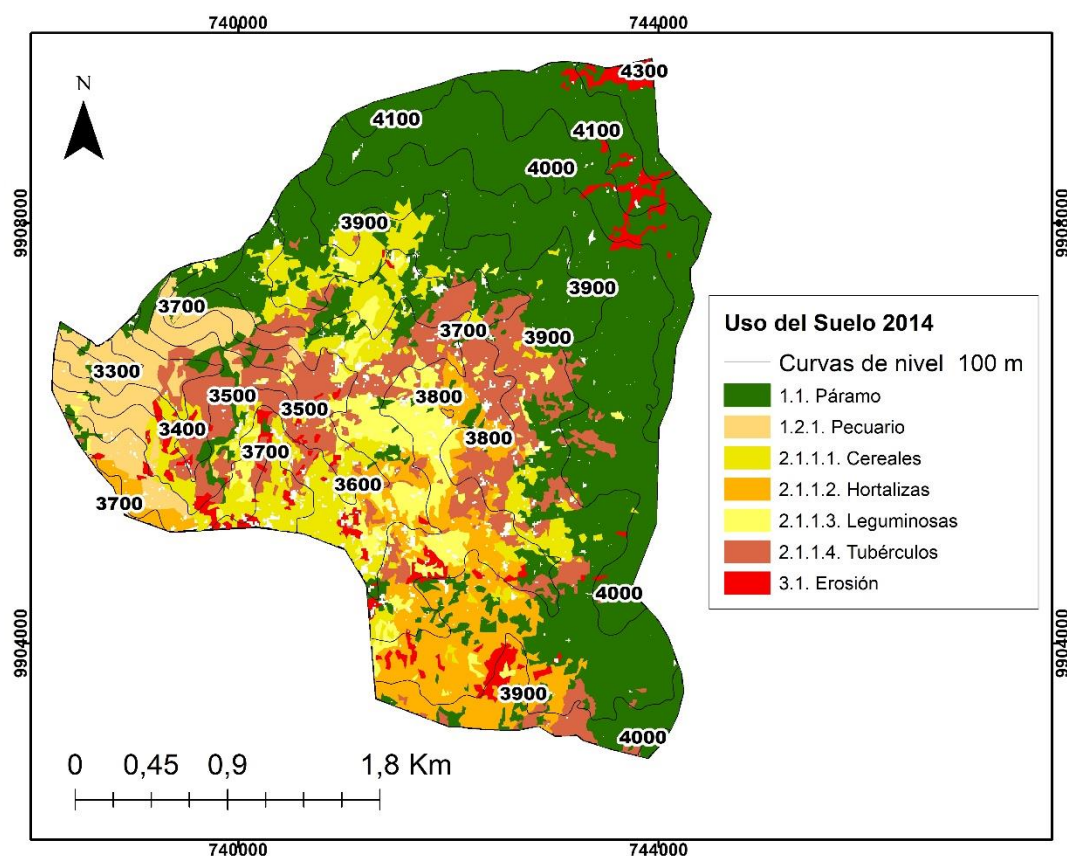 740000
744000
N
4300
4100
4100
4000
9908000
9908000
3900
3900
3700
3700
3900
3300
3500
3800
3500
3400
3800
3700
3600
3700
4000
9904000
9904000
3900
4000
Uso del Suelo 2014
Curvas de nivel 100 m
1.1. Páramo
1.2.1. Pecuario
2.1.1.1. Cereales
2.1.1.2. Hortalizas
2.1.1.3. Leguminosas
2.1.1.4. Tubérculos
3.1. Erosión
0 0,45 0,9 1,8 Km
740000
744000